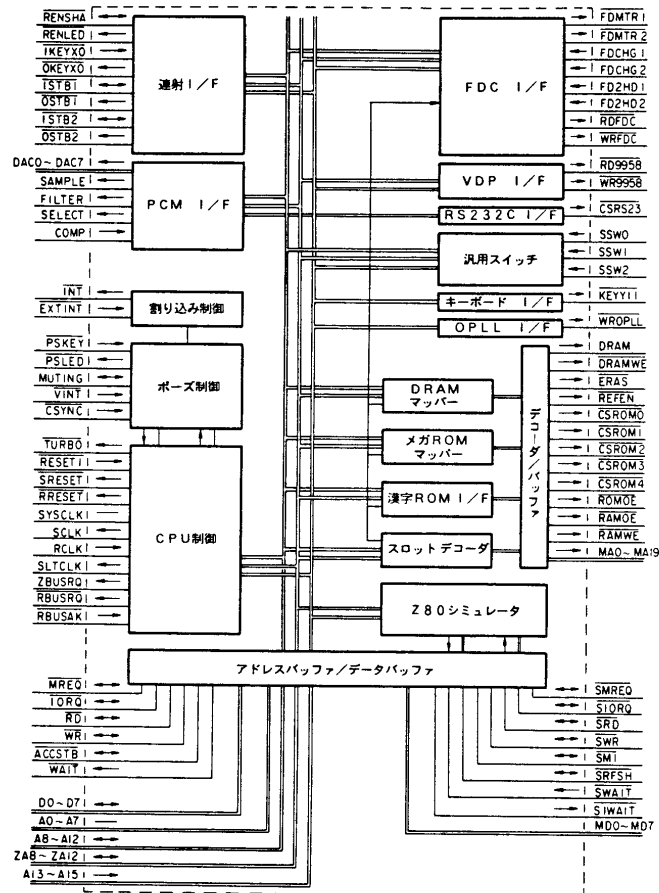 RENSHA
RENLED
IKEYX0
OKEYX0
ISTB1
OSTB1
ISTB2
OSTB2
連射 I/F
DAC0~DAC7
SAMPLE
FILTER
SELECT
COMP
PCM I/F
INT
EXTINT
割り込み制御
PSKEY
PSLED
MUTING
VINT
CSYNC
ポーズ制御
TURBO
RESETI
SRESET
RRESET
SYSCLK
SCLK
RCLK
SLTCLK
ZBUSRQ
RBUSRQ
RBUSAK
CPU制御
FDC I/F
FDMTR1
FDMTR2
FDCHG1
FDCHG2
FD2HD1
FD2HD2
RDFDC
WRFDC
VDP I/F
RD9958
WR9958
RS232C I/F
CSRS23
汎用スイッチ
SSW0
SSW1
SSW2
キーボード I/F
KEYY11
OPLL I/F
WROPLL
DRAM
マッパー
メガROM
マッパー
漢字ROM I/F
スロットデコーダ
デコーダ/バッファ
DRAM
DRAMWE
ERAS
REFEN
CSROM0
CSROM1
CSROM2
CSROM3
CSROM4
ROMOE
RAMOE
RAMWE
MA0~MA19
Z80シミュレータ
アドレスバッファ/データバッファ
MREQ
IORQ
RD
WR
ACCSTB
WAIT
D0~D7
A0~A7
A8~A12
ZA8~ZA12
A13~A15
SMREQ
SIORQ
SRD
SWR
SM1
SRFSH
SWAIT
SIWAIT
MD0~MD7